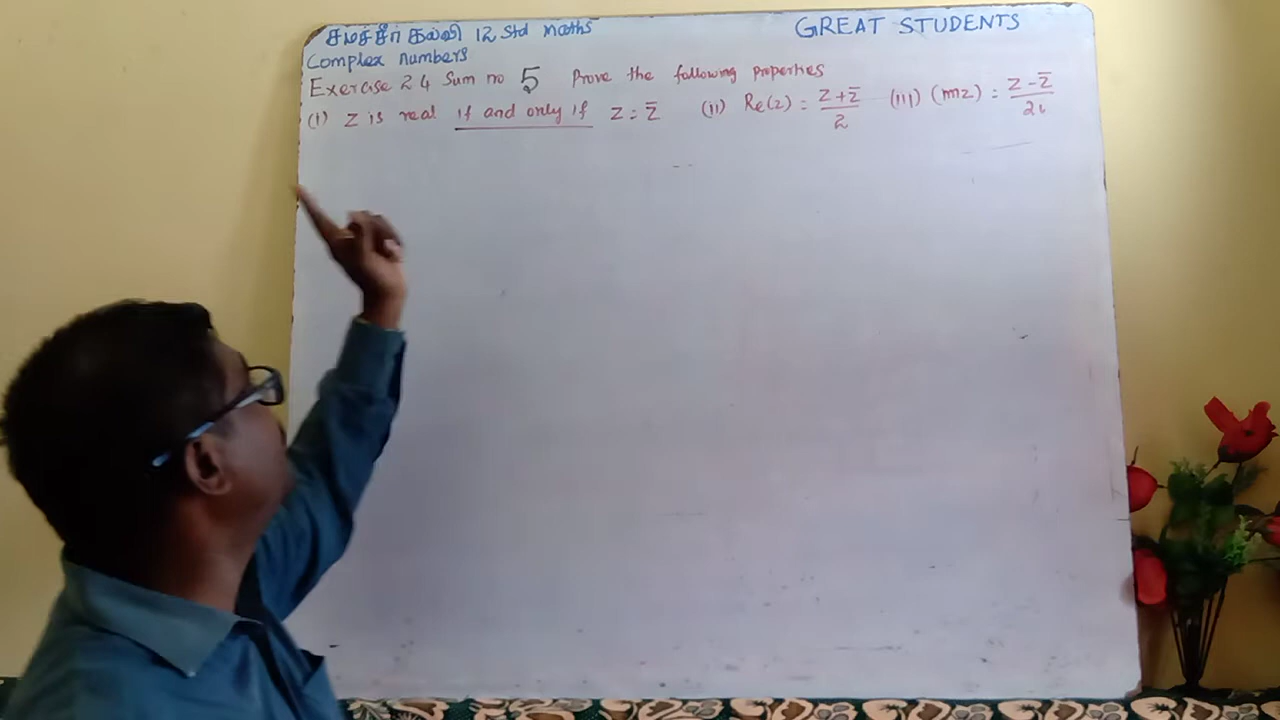 சமச்சீர் கல்வி 12 Std Maths GREAT STUDENTS
Complex numbers
Exercise 2 4 Sum no 5 Prove the following properties
(i) Z is real if and only if Z = z̄ (ii) Re(z) = (Z + z̄)/2 (iii) (mz) = (Z - z̄)/2i